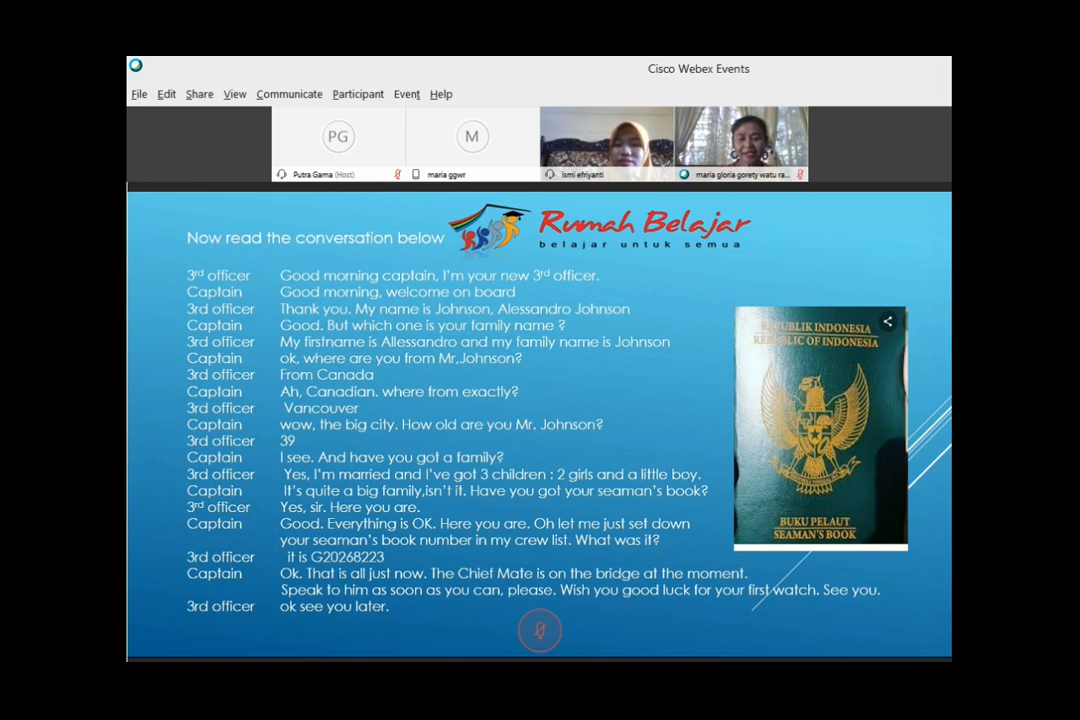 Cisco Webex Events
File Edit Share View Communicate Participant Event Help
PG
M
Putra Gama (Host)
maria ggwr
ismi efriyanti
maria gloria gorety watu ra...
Rumah Belajar
belajar untuk semua
Now read the conversation below
3rd officer Good morning captain, I'm your new 3rd officer.
Captain Good morning, welcome on board
3rd officer Thank you. My name is Johnson, Alessandro Johnson
Captain Good. But which one is your family name ?
3rd officer My firstname is Allessandro and my family name is Johnson
Captain ok, where are you from Mr,Johnson?
3rd officer From Canada
Captain Ah, Canadian. where from exactly?
3rd officer Vancouver
Captain wow, the big city. How old are you Mr. Johnson?
3rd officer 39
Captain I see. And have you got a family?
3rd officer Yes, I'm married and I've got 3 children : 2 girls and a little boy.
Captain It's quite a big family,isn't it. Have you got your seaman's book?
3rd officer Yes, sir. Here you are.
Captain Good. Everything is OK. Here you are. Oh let me just set down
your seaman's book number in my crew list. What was it?
3rd officer it is G20268223
Captain Ok. That is all just now. The Chief Mate is on the bridge at the moment.
Speak to him as soon as you can, please. Wish you good luck for your first watch. See you.
3rd officer ok see you later.
REPUBLIK INDONESIA
REPUBLIC OF INDONESIA
BUKU PELAUT
SEAMAN'S BOOK